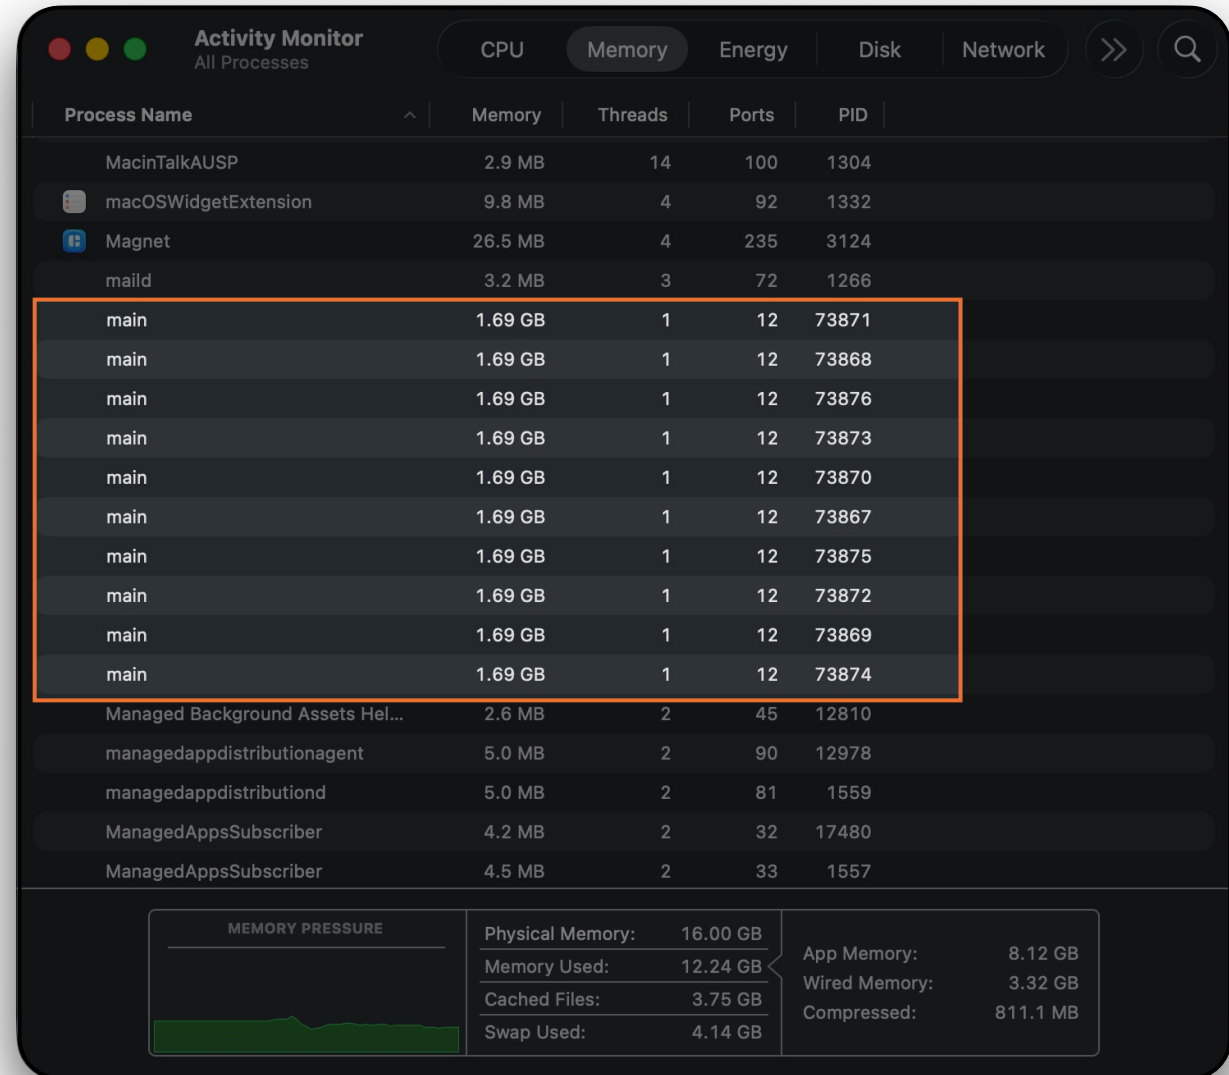 Activity Monitor
All Processes
CPU Memory Energy Disk Network
Process Name Memory Threads Ports PID
MacinTalkAUSP 2.9 MB 14 100 1304
macOSWidgetExtension 9.8 MB 4 92 1332
Magnet 26.5 MB 4 235 3124
maild 3.2 MB 3 72 1266
main 1.69 GB 1 12 73871
main 1.69 GB 1 12 73868
main 1.69 GB 1 12 73876
main 1.69 GB 1 12 73873
main 1.69 GB 1 12 73870
main 1.69 GB 1 12 73867
main 1.69 GB 1 12 73875
main 1.69 GB 1 12 73872
main 1.69 GB 1 12 73869
main 1.69 GB 1 12 73874
Managed Background Assets Hel... 2.6 MB 2 45 12810
managedappdistributionagent 5.0 MB 2 90 12978
managedappdistributiond 5.0 MB 2 81 1559
ManagedAppsSubscriber 4.2 MB 2 32 17480
ManagedAppsSubscriber 4.5 MB 2 33 1557
MEMORY PRESSURE
Physical Memory: 16.00 GB
Memory Used: 12.24 GB
Cached Files: 3.75 GB
Swap Used: 4.14 GB
App Memory: 8.12 GB
Wired Memory: 3.32 GB
Compressed: 811.1 MB